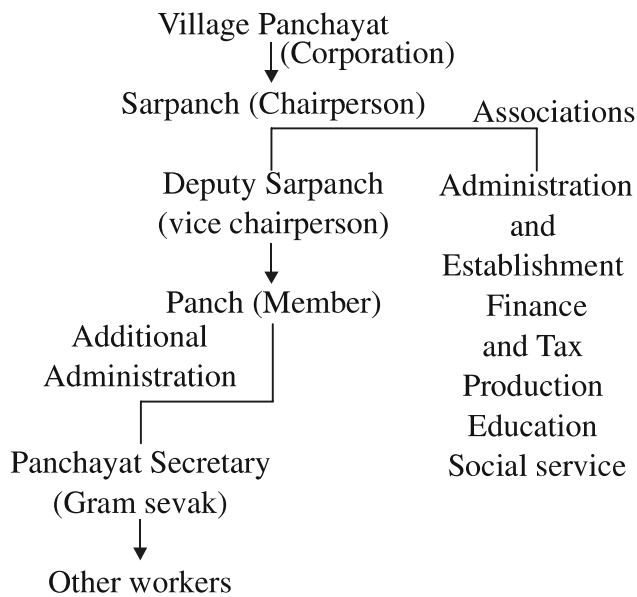 Village Panchayat
(Corporation)
Sarpanch (Chairperson)
Associations
Deputy Sarpanch
(vice chairperson)
Panch (Member)
Additional
Administration
Panchayat Secretary
(Gram sevak)
Other workers
Administration
and
Establishment
Finance
and Tax
Production
Education
Social service